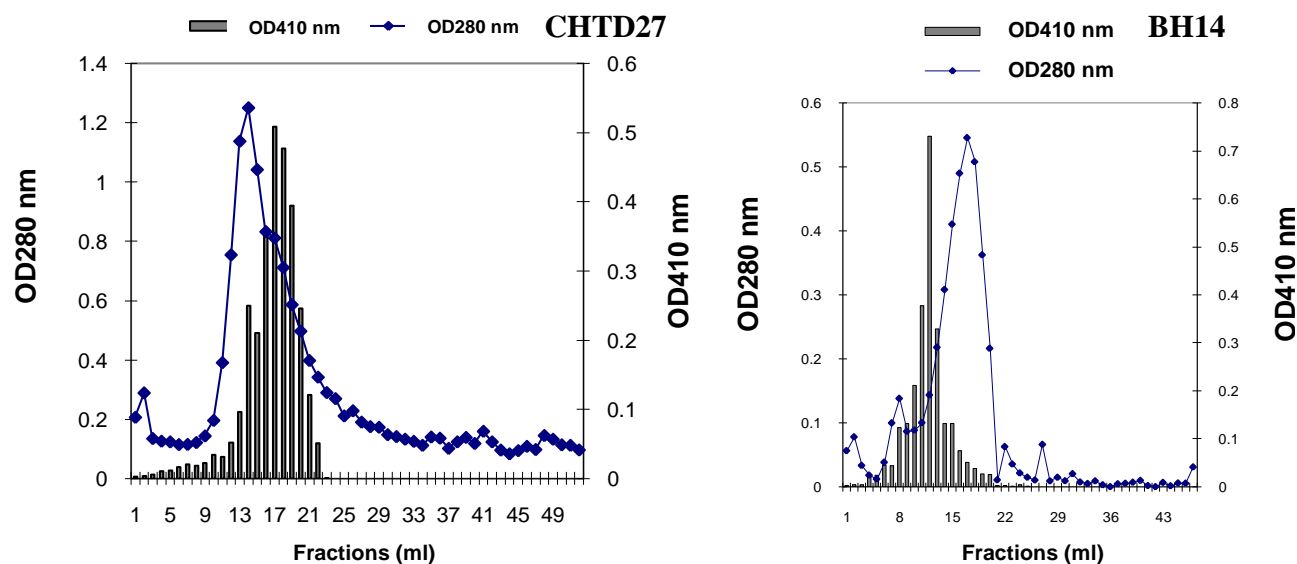 OD410 nm OD280 nm CHTD27
1.4
1.2
1
0.8
0.6
0.4
0.2
0
OD280 nm
0.6
0.5
0.4
0.3
0.2
0.1
0
OD410 nm
1 5 9 13 17 21 25 29 33 37 41 45 49
Fractions (ml)
OD410 nm BH14
OD280 nm
0.6
0.5
0.4
0.3
0.2
0.1
0
OD280 nm
0.8
0.7
0.6
0.5
0.4
0.3
0.2
0.1
0
OD410 nm
1 8 15 22 29 36 43
Fractions (ml)